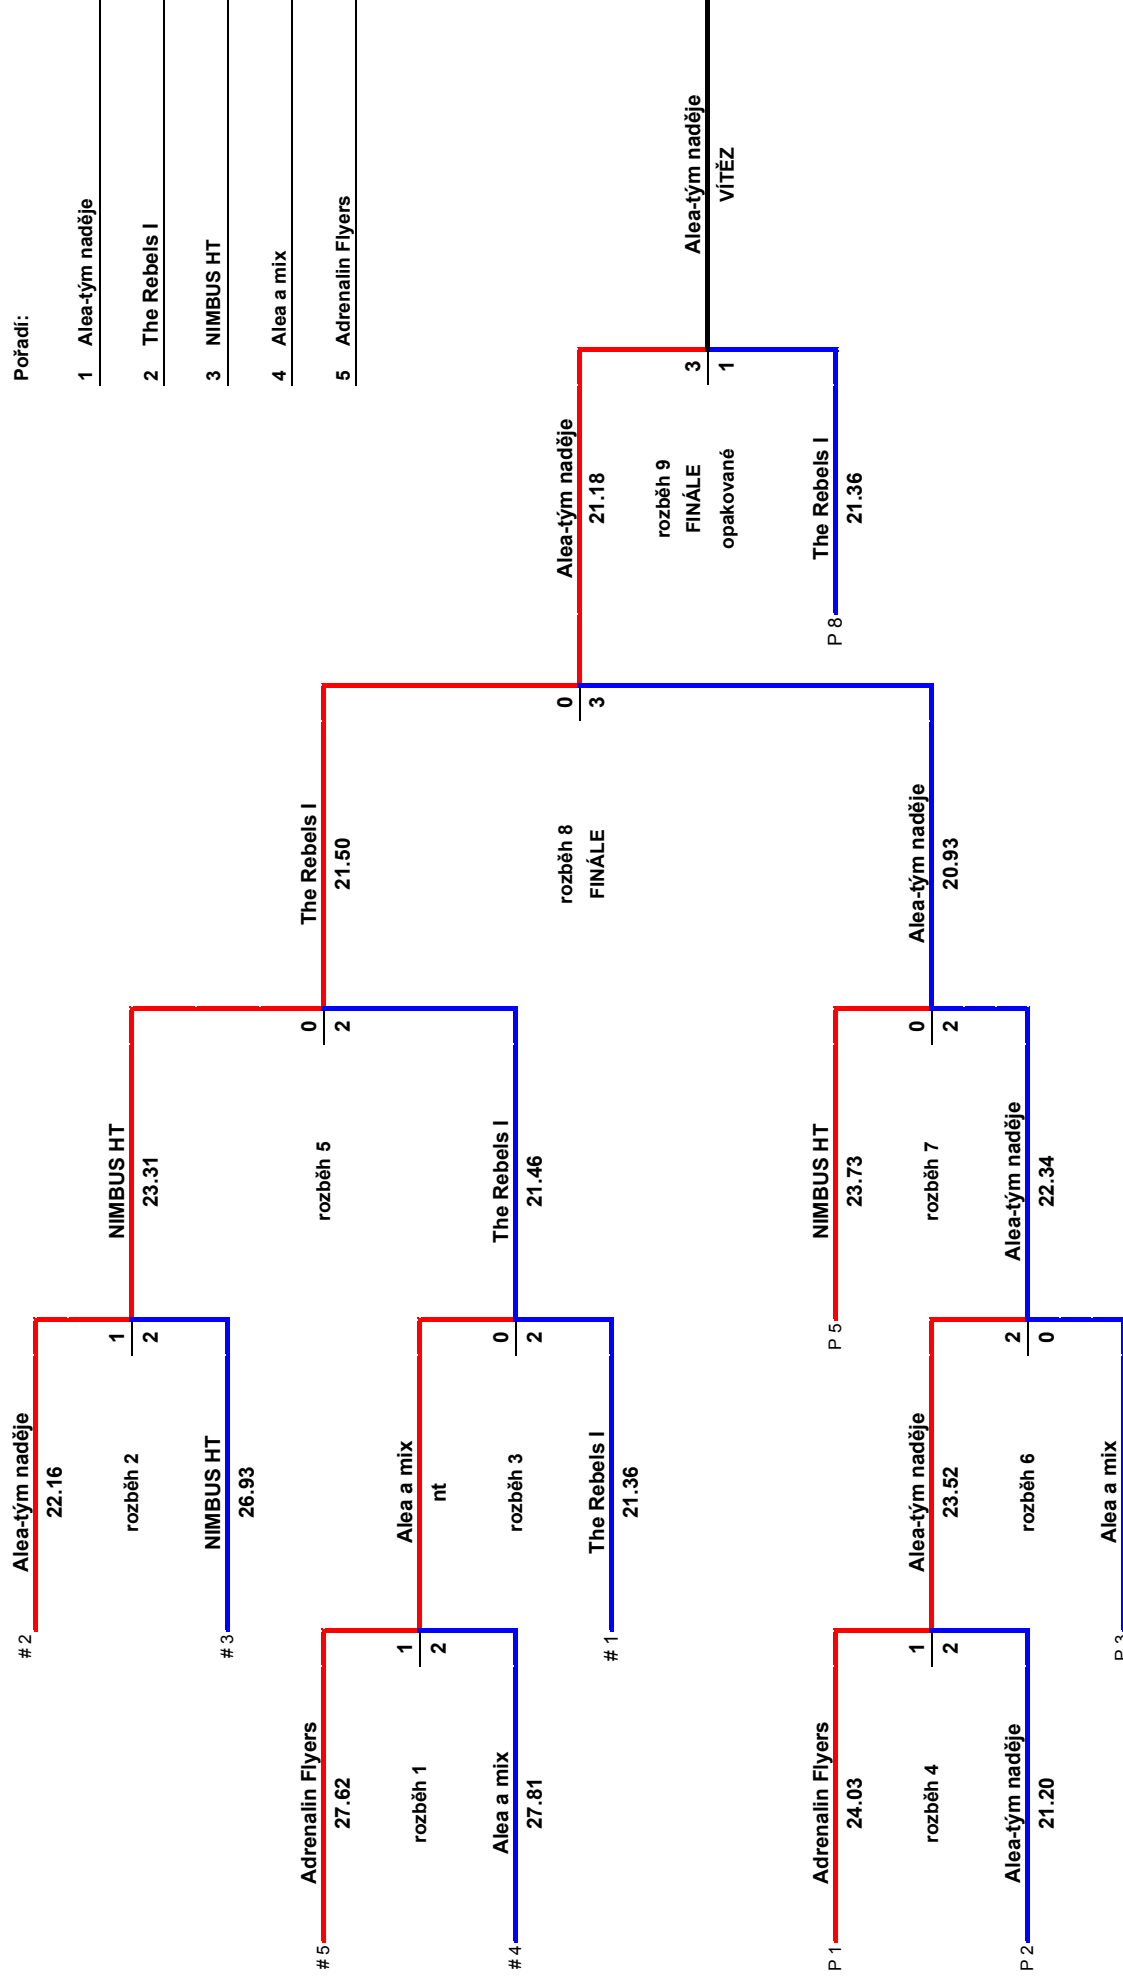 Pořadí:
1 Alea-tým naděje
2 The Rebels I
3 NIMBUS HT
4 Alea a mix
5 Adrenalin Flyers
# 2
Alea-tým naděje
22.16
rozběh 2
1
2
# 3
NIMBUS HT
26.93
NIMBUS HT
23.31
rozběh 5
0
2
# 5
Adrenalin Flyers
27.62
rozběh 1
1
2
# 4
Alea a mix
27.81
Alea a mix
nt
rozběh 3
0
2
# 1
The Rebels I
21.36
The Rebels I
21.46
The Rebels I
21.50
rozběh 8
FINÁLE
0
3
Alea-tým naděje
21.18
rozběh 9
FINÁLE
opakované
3
1
P 8
The Rebels I
21.36
Alea-tým naděje
VÍTĚZ
P 5
NIMBUS HT
23.73
rozběh 7
0
2
Alea-tým naděje
20.93
P 1
Adrenalin Flyers
24.03
rozběh 4
1
2
P 2
Alea-tým naděje
21.20
Alea-tým naděje
23.52
rozběh 6
2
0
P 3
Alea a mix
Alea-tým naděje
22.34